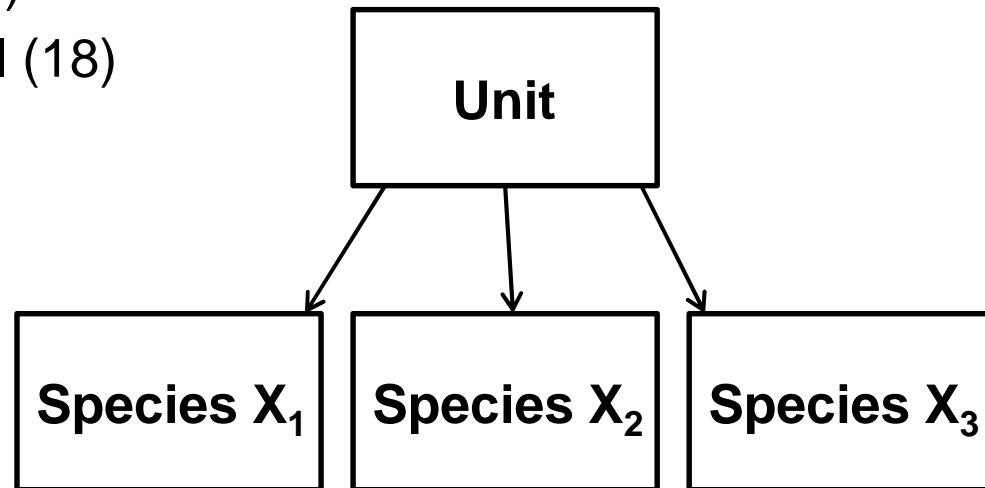 (18)
Unit
Species X₁
Species X₂
Species X₃